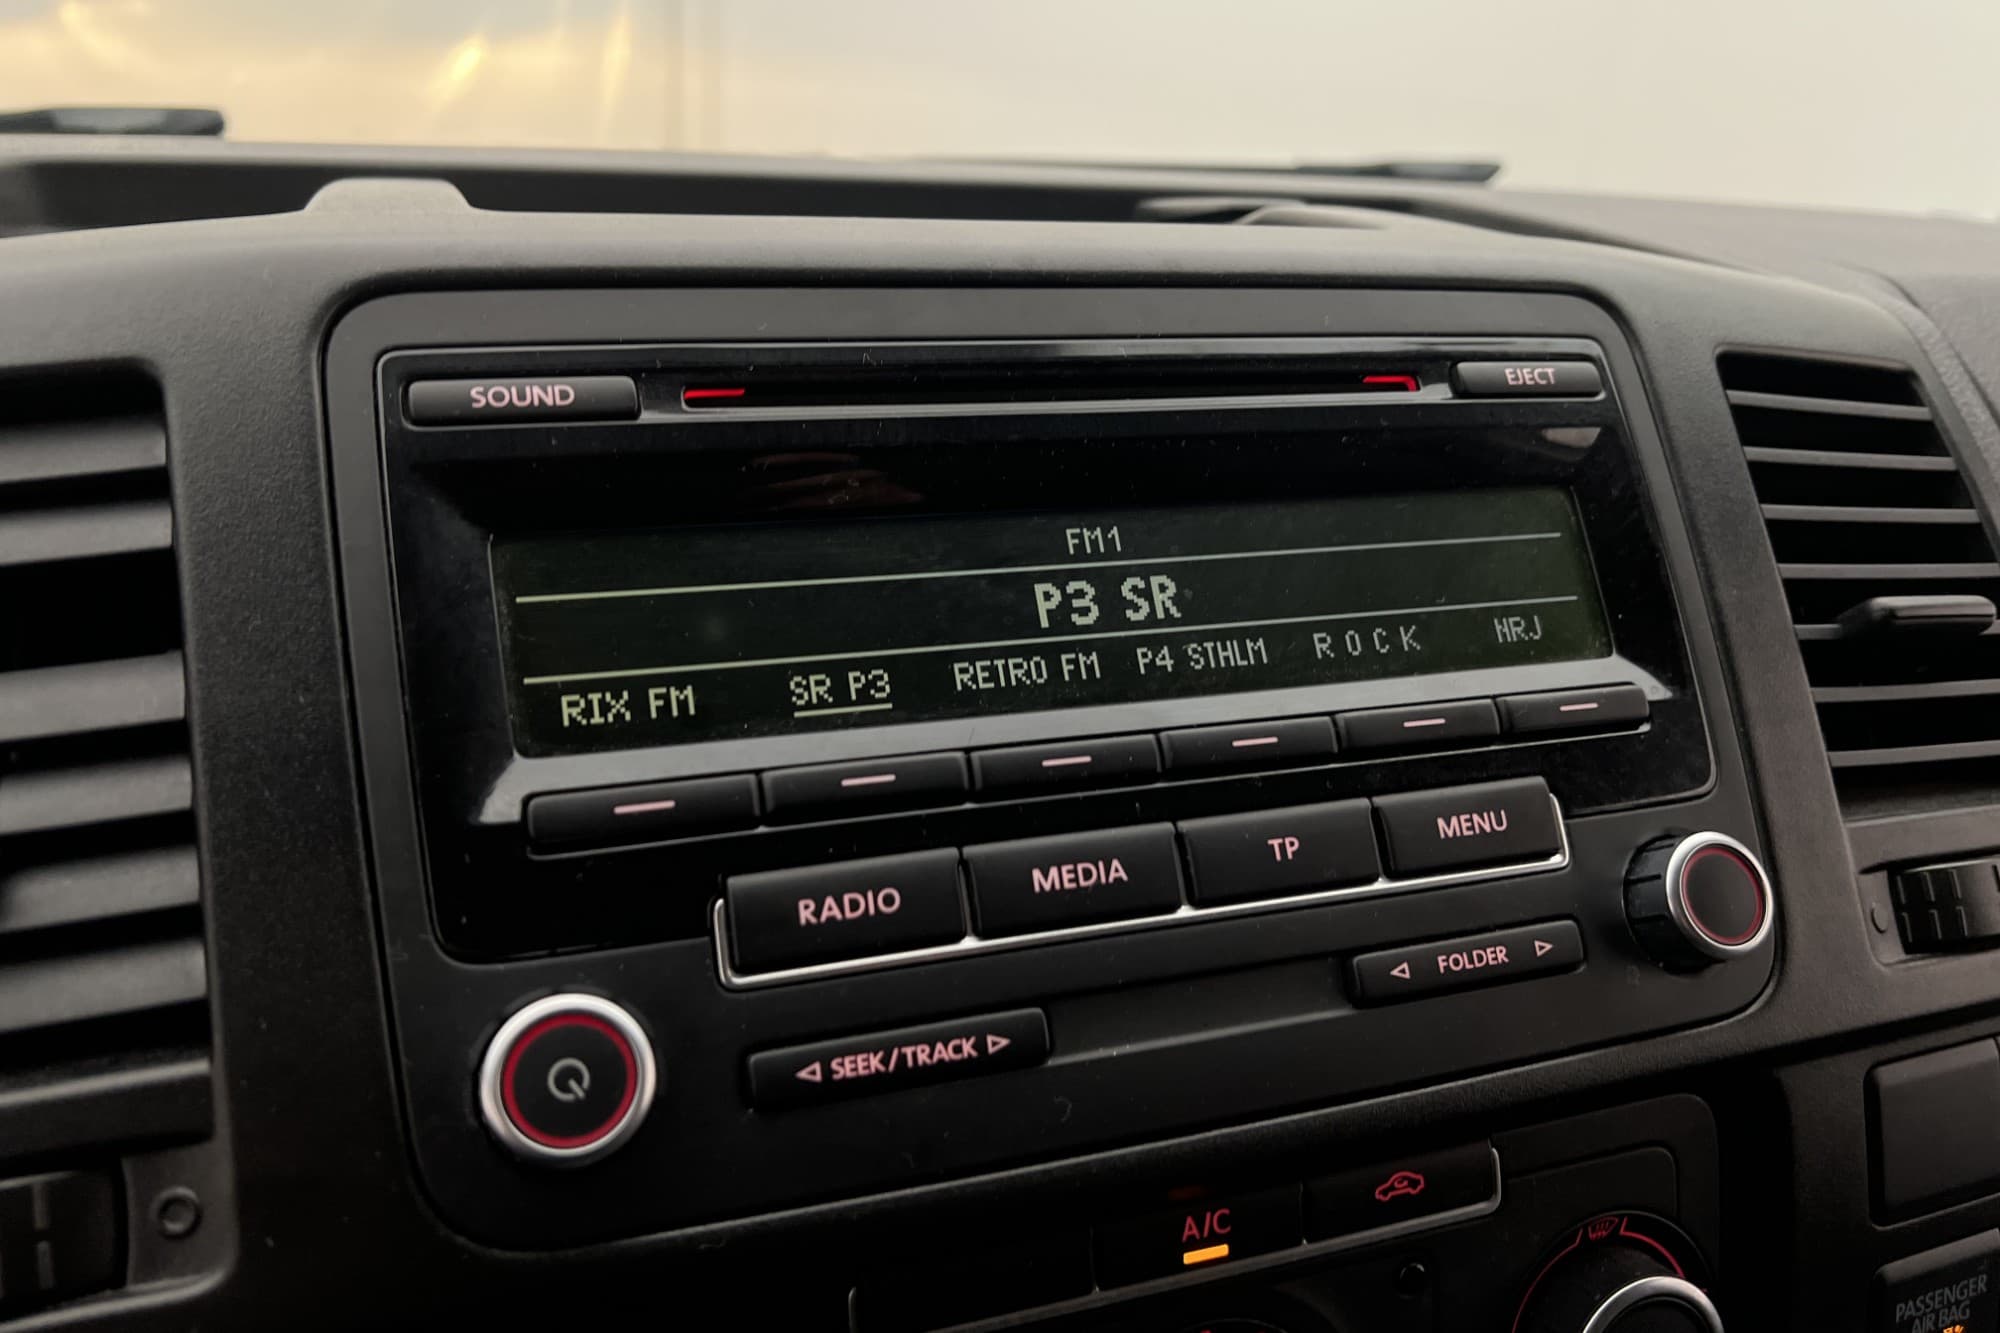 SOUND
EJECT
FM1
P3 SR
RIX FM SR P3 RETRO FM P4 STHLM ROCK NRJ
RADIO MEDIA TP MENU
◁ SEEK/TRACK ▷
◁ FOLDER ▷
A/C
PASSENGER
AIR BAG